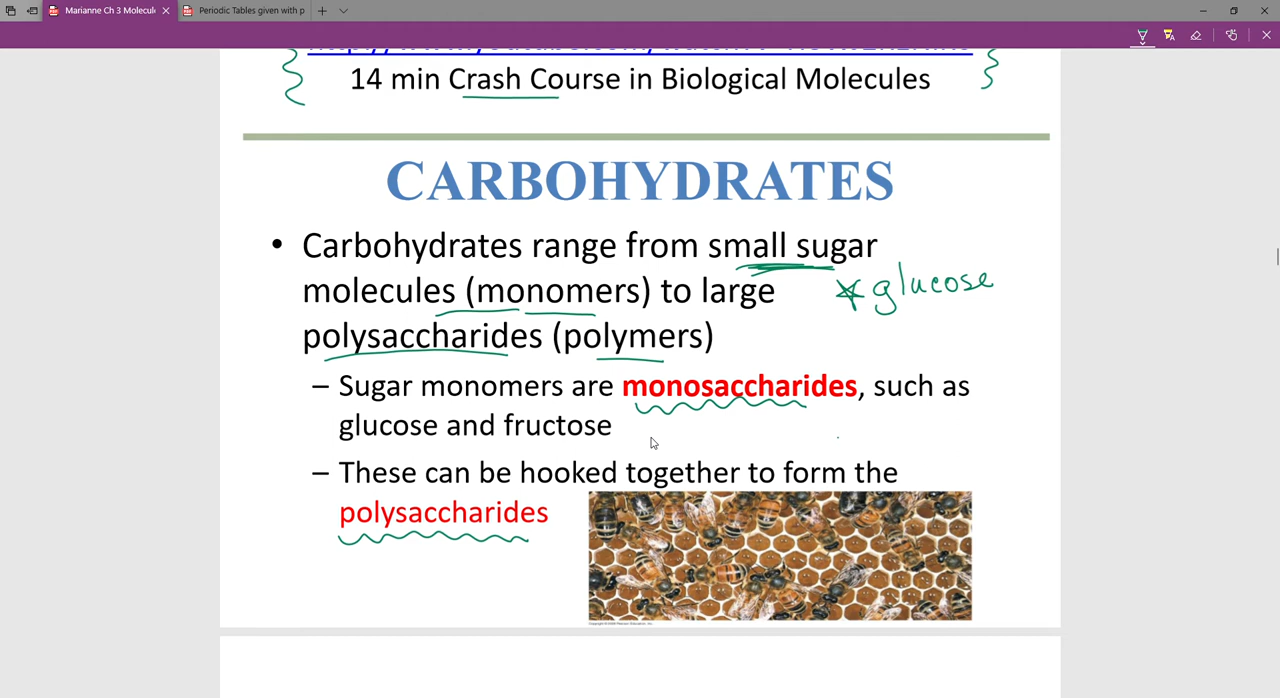 Marianne Ch 3 Molecul
Periodic Tables given with p
14 min Crash Course in Biological Molecules
CARBOHYDRATES
• Carbohydrates range from small sugar
molecules (monomers) to large
*glucose
polysaccharides (polymers)
– Sugar monomers are monosaccharides, such as
glucose and fructose
– These can be hooked together to form the
polysaccharides